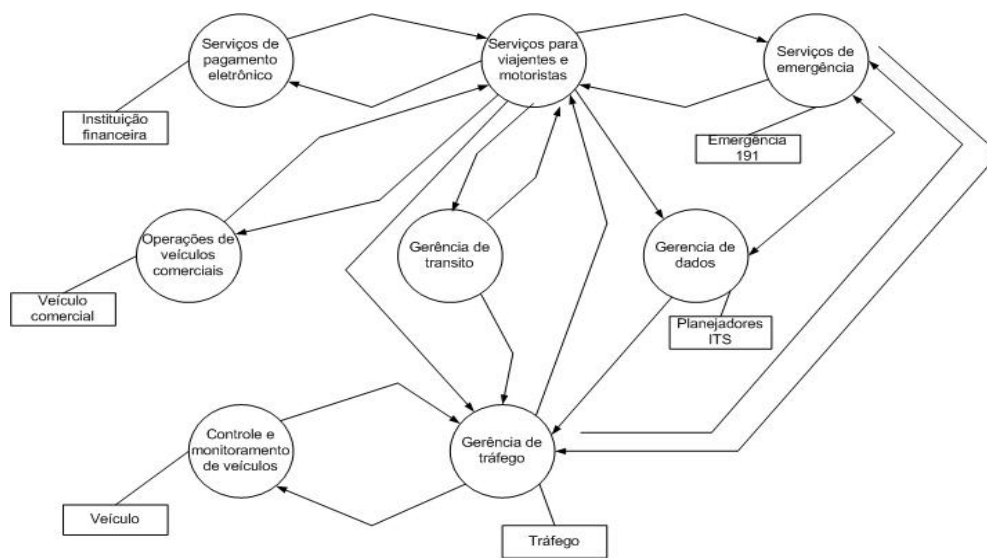 Serviços de
pagamento
eletrônico
Serviços para
viajentes e
motoristas
Serviços de
emergência
Instituição
financeira
Emergência
191
Operações de
veículos
comerciais
Gerência de
transito
Gerencia de
dados
Veículo
comercial
Planejadores
ITS
Controle e
monitoramento
de veículos
Gerência de
tráfego
Veículo
Tráfego